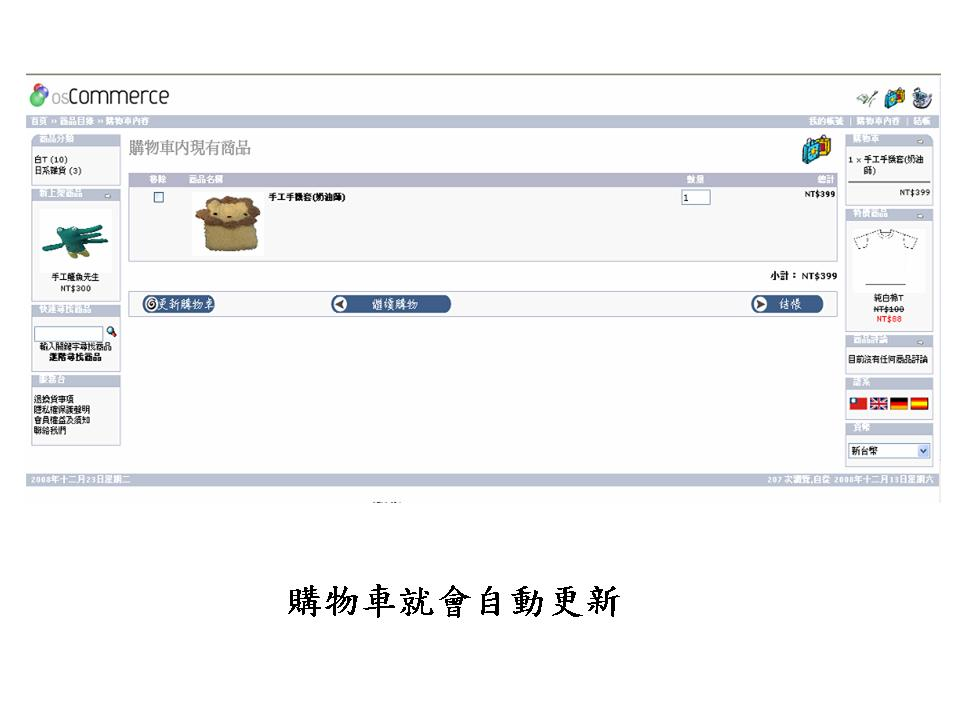 osCommerce
首頁 » 商品目錄 » 購物車內容
我的帳號 | 購物車內容 | 結帳
商品分類
白T (10)
日系雜貨 (3)
新上架商品
手工鱷魚先生
NT$300
快速尋找商品
輸入關鍵字尋找商品
進階尋找商品
服務台
退換貨事項
隱私權保護聲明
會員權益及須知
聯絡我們
購物車內現有商品
移除 商品名稱 數量 總計
手工手機套(奶油獅) 1 NT$399
小計： NT$399
更新購物車 繼續購物 結帳
購物車
1 x 手工手機套(奶油
獅)
NT$399
特價商品
純白棉T
NT$100
NT$88
商品評論
目前沒有任何商品評論
語系
貨幣
新台幣
2008年十二月23日星期二
207 次瀏覽,自從 2008年十二月13日星期六
購物車就會自動更新